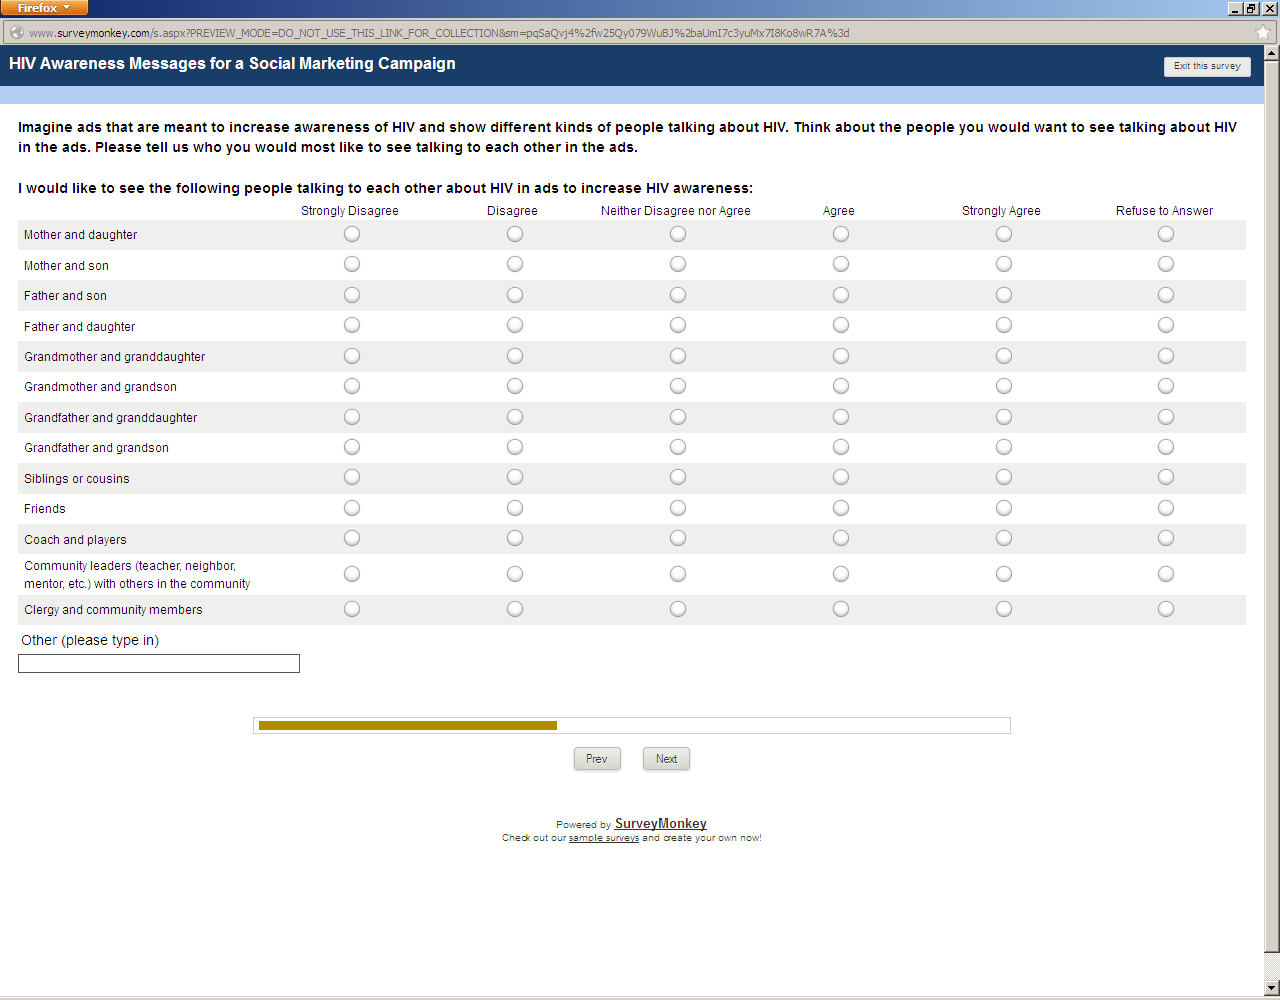 Firefox
www.surveymonkey.com/s.aspx?PREVIEW_MODE=DO_NOT_USE_THIS_LINK_FOR_COLLECTION&sm=pqSaQvj4%2fw25Qy079WuBJ%2baUmI7c3yuMx7I8Ko8wR7A%3d
HIV Awareness Messages for a Social Marketing Campaign
Exit this survey
Imagine ads that are meant to increase awareness of HIV and show different kinds of people talking about HIV. Think about the people you would want to see talking about HIV
in the ads. Please tell us who you would most like to see talking to each other in the ads.
I would like to see the following people talking to each other about HIV in ads to increase HIV awareness:
Strongly Disagree Disagree Neither Disagree nor Agree Agree Strongly Agree Refuse to Answer
Mother and daughter
Mother and son
Father and son
Father and daughter
Grandmother and granddaughter
Grandmother and grandson
Grandfather and granddaughter
Grandfather and grandson
Siblings or cousins
Friends
Coach and players
Community leaders (teacher, neighbor,
mentor, etc.) with others in the community
Clergy and community members
Other (please type in)
Prev Next
Powered by SurveyMonkey
Check out our sample surveys and create your own now!